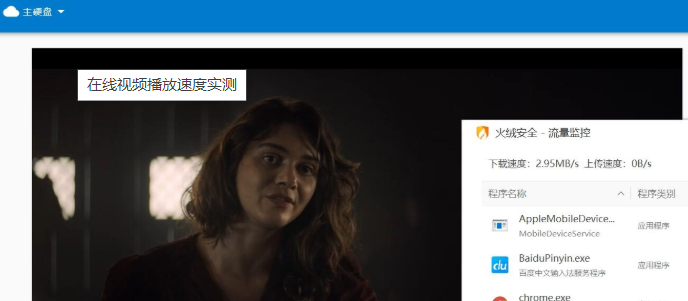 主硬盘
在线视频播放速度实测
火绒安全 - 流量监控
下载速度：2.95MB/s 上传速度：0B/s
程序名称 程序类别
AppleMobileDevice... 应用程序
MobileDeviceService
BaiduPinyin.exe 应用程序
百度中文输入法服务程序
chrome.exe